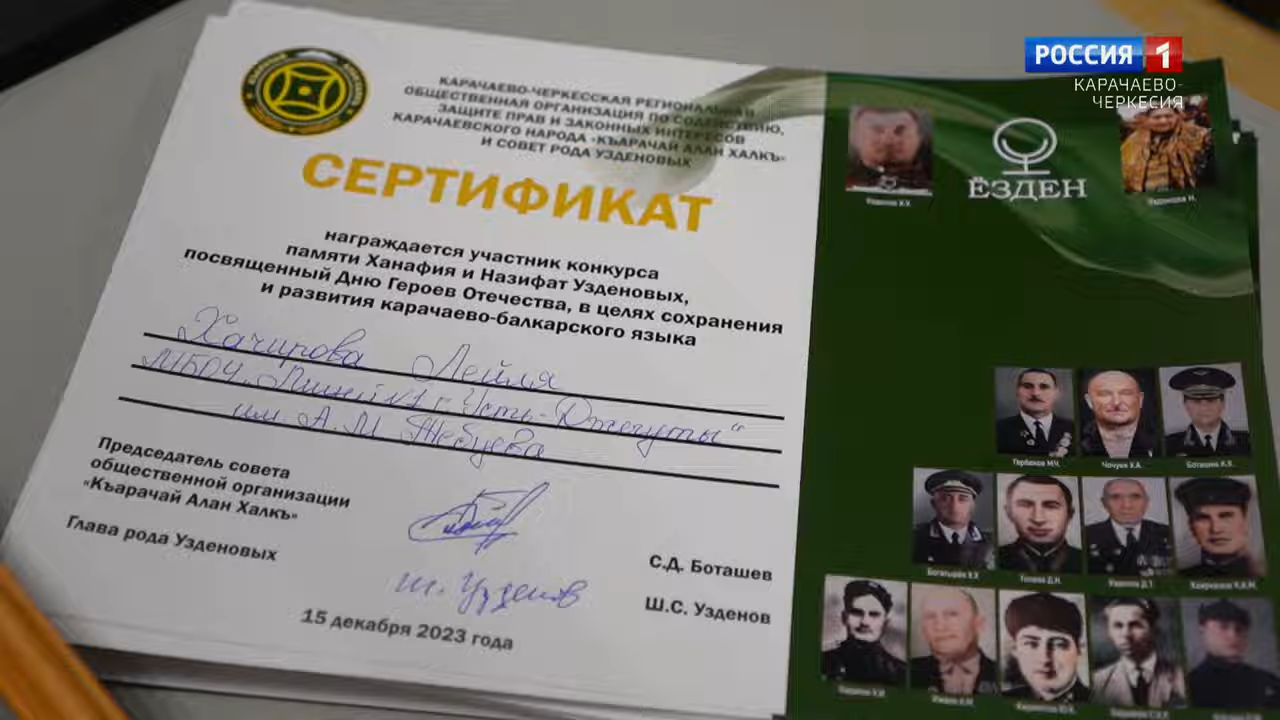 РОССИЯ 1
КАРАЧАЕВО-
ЧЕРКЕСИЯ
КАРАЧАЕВО-ЧЕРКЕССКАЯ РЕГИОНАЛЬНАЯ
ОБЩЕСТВЕННАЯ ОРГАНИЗАЦИЯ ПО СОДЕЙСТВИЮ,
ЗАЩИТЕ ПРАВ И ЗАКОННЫХ ИНТЕРЕСОВ
КАРАЧАЕВСКОГО НАРОДА «КЪАРАЧАЙ АЛАН ХАЛКЪ»
И СОВЕТ РОДА УЗДЕНОВЫХ
СЕРТИФИКАТ
награждается участник конкурса
памяти Ханафия и Назифат Узденовых,
посвященный Дню Героев Отечества, в целях сохранения
и развития карачаево-балкарского языка
Хачирова Лейля
МБОУ "Лицей №1 г. Усть-Джегуты"
им. А.М Тебуева
Председатель совета
общественной организации
«Къарачай Алан Халкъ»
С.Д. Боташев
Глава рода Узденовых
Ш. Узденов
Ш.С. Узденов
15 декабря 2023 года
ЁЗДЕН
Чочуев Х.А.